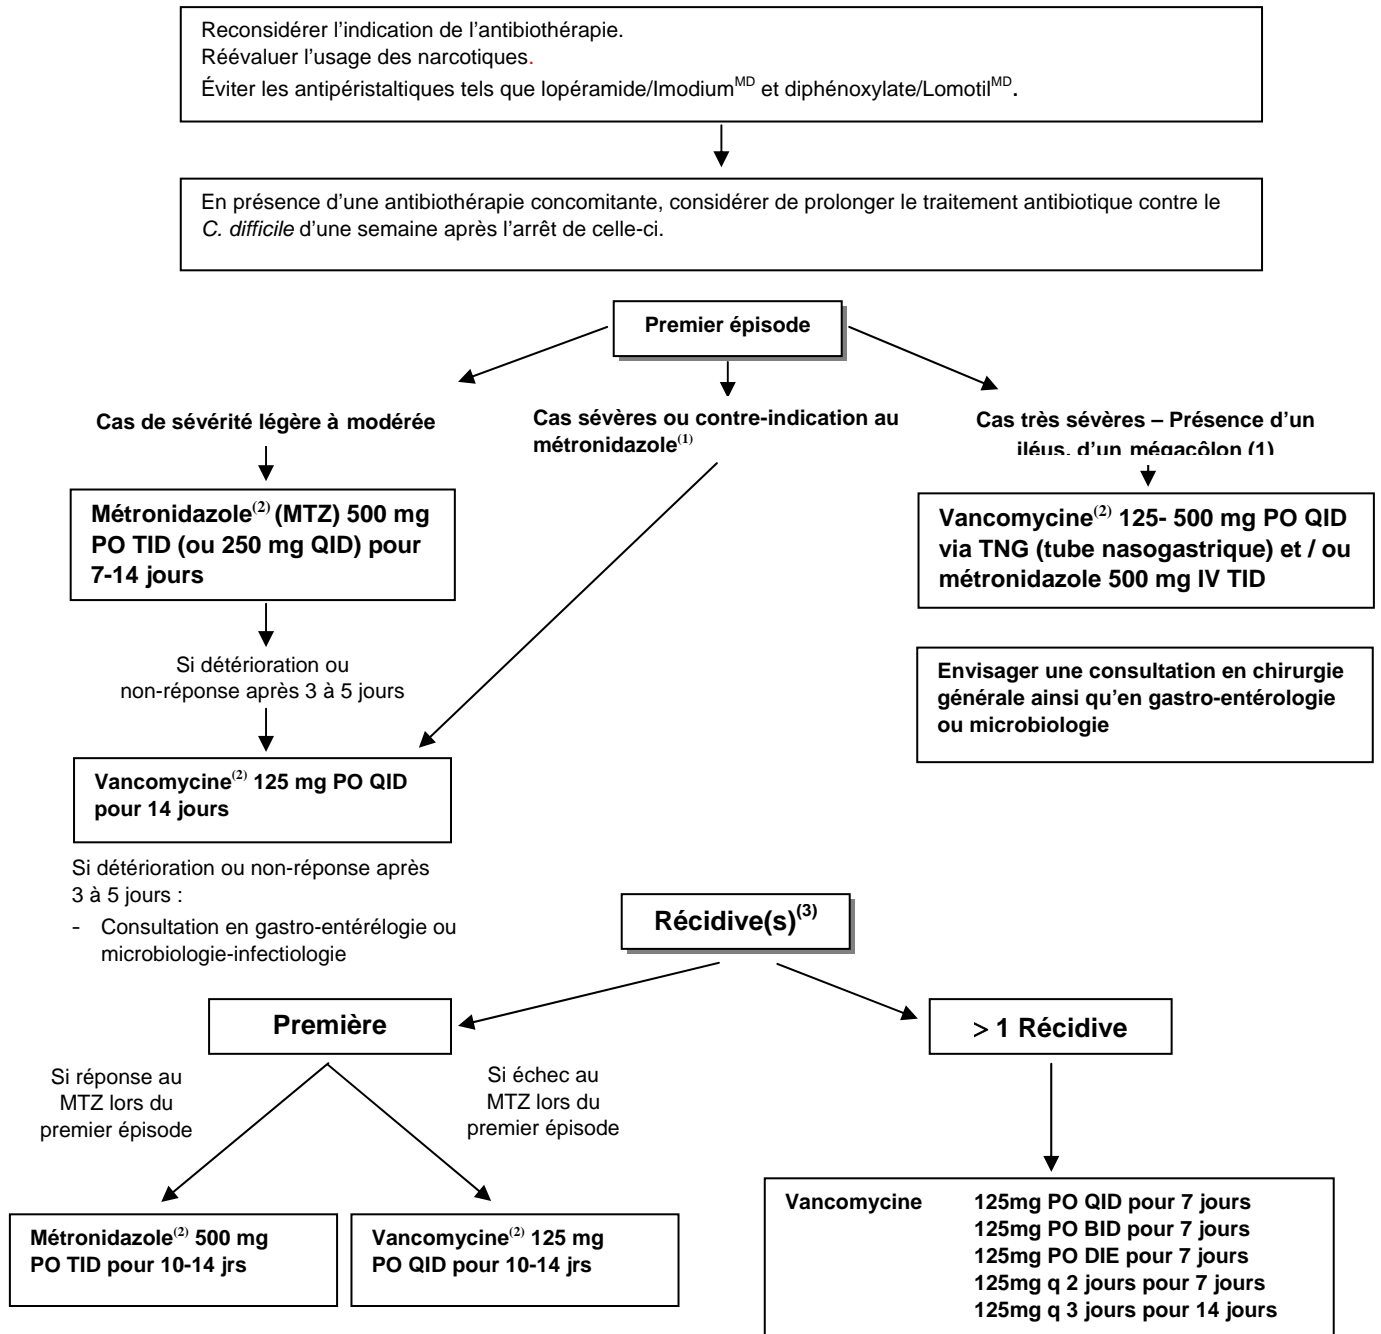 Reconsidérer l'indication de l'antibiothérapie.
Réévaluer l'usage des narcotiques.
Éviter les antipéristaltiques tels que lopéramide/Imodium^MD et diphénoxylate/Lomotil^MD.
En présence d'une antibiothérapie concomitante, considérer de prolonger le traitement antibiotique contre le
C. difficile d'une semaine après l'arrêt de celle-ci.
Premier épisode
Cas de sévérité légère à modérée
Métronidazole(2) (MTZ) 500 mg
PO TID (ou 250 mg QID) pour
7-14 jours
Si détérioration ou
non-réponse après 3 à 5 jours
Cas sévères ou contre-indication au
métronidazole(1)
Vancomycine(2) 125 mg PO QID
pour 14 jours
Si détérioration ou non-réponse après
3 à 5 jours :
- Consultation en gastro-entérélogie ou
microbiologie-infectiologie
Cas très sévères – Présence d'un
iléus, d'un mégacôlon (1)
Vancomycine(2) 125- 500 mg PO QID
via TNG (tube nasogastrique) et / ou
métronidazole 500 mg IV TID
Envisager une consultation en chirurgie
générale ainsi qu'en gastro-entérologie
ou microbiologie
Récidive(s)(3)
Première
Si réponse au
MTZ lors du
premier épisode
Si échec au
MTZ lors du
premier épisode
Métronidazole(2) 500 mg
PO TID pour 10-14 jrs
Vancomycine(2) 125 mg
PO QID pour 10-14 jrs
> 1 Récidive
Vancomycine 125mg PO QID pour 7 jours
125mg PO BID pour 7 jours
125mg PO DIE pour 7 jours
125mg q 2 jours pour 7 jours
125mg q 3 jours pour 14 jours